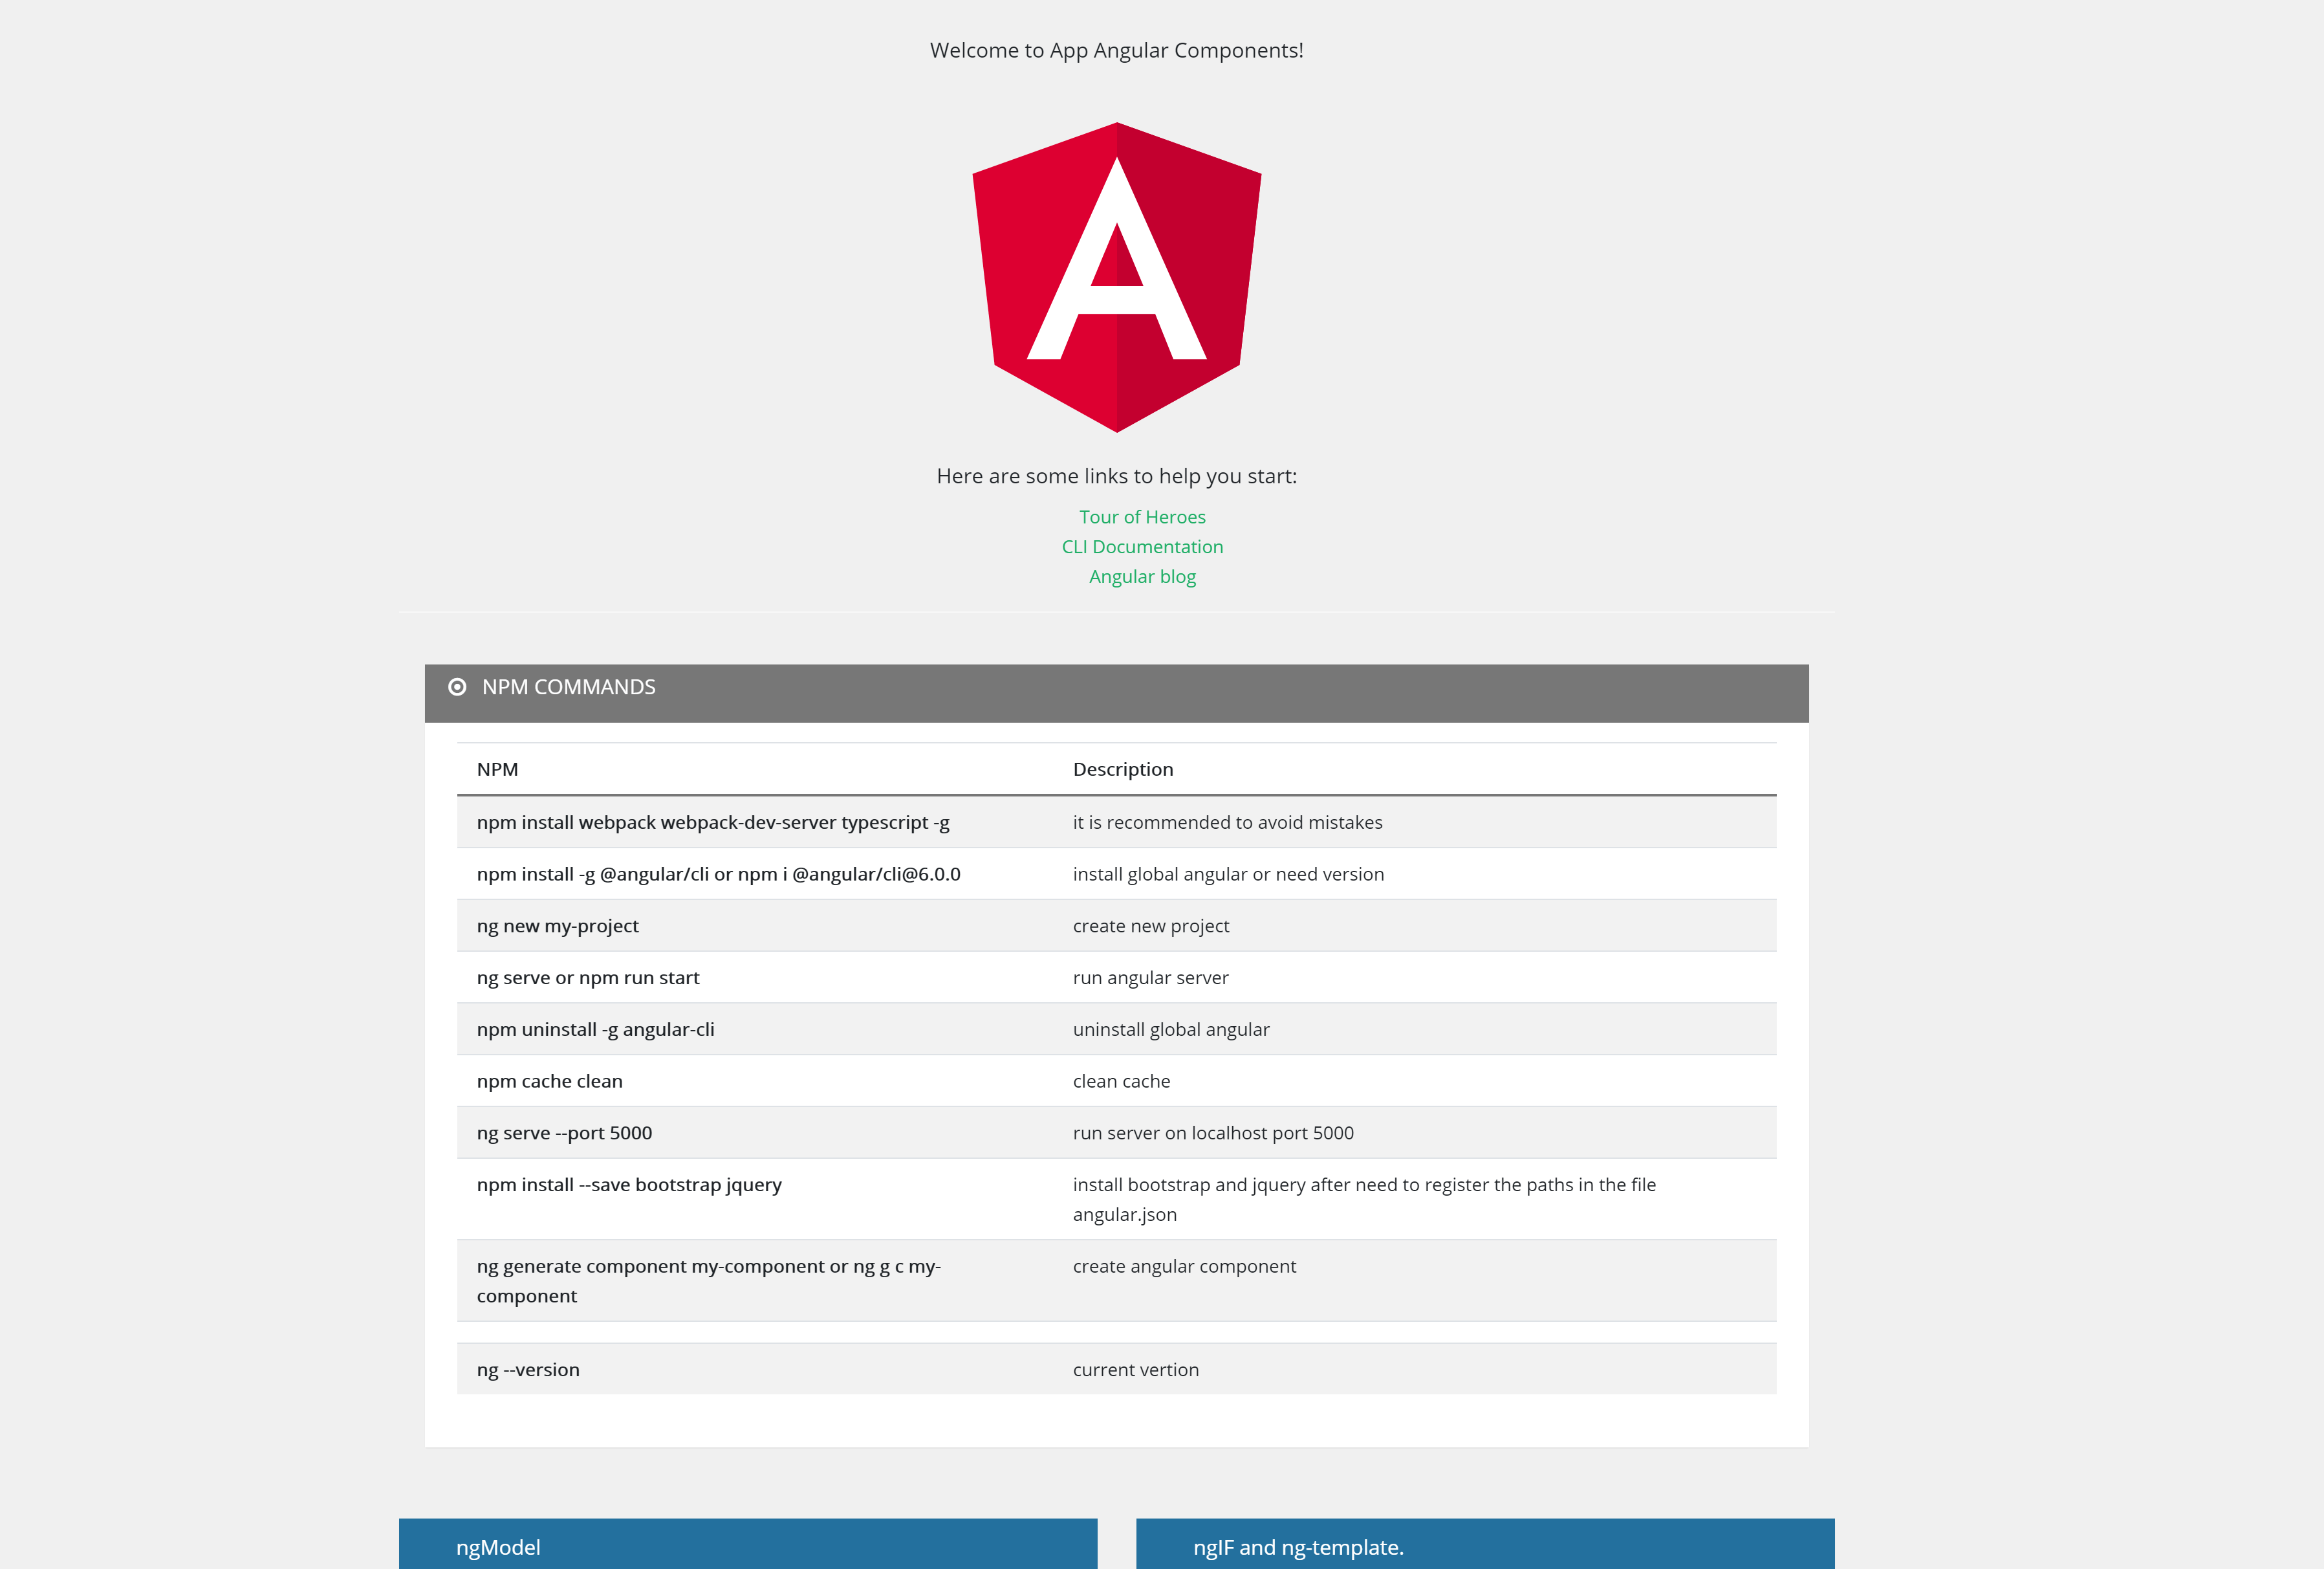 Welcome to App Angular Components!
A
Here are some links to help you start:
Tour of Heroes
CLI Documentation
Angular blog
NPM COMMANDS
NPM Description
npm install webpack webpack-dev-server typescript -g it is recommended to avoid mistakes
npm install -g @angular/cli or npm i @angular/cli@6.0.0 install global angular or need version
ng new my-project create new project
ng serve or npm run start run angular server
npm uninstall -g angular-cli uninstall global angular
npm cache clean clean cache
ng serve --port 5000 run server on localhost port 5000
npm install --save bootstrap jquery install bootstrap and jquery after need to register the paths in the file
angular.json
ng generate component my-component or ng g c my- create angular component
component
ng --version current vertion
ngModel ngIF and ng-template.